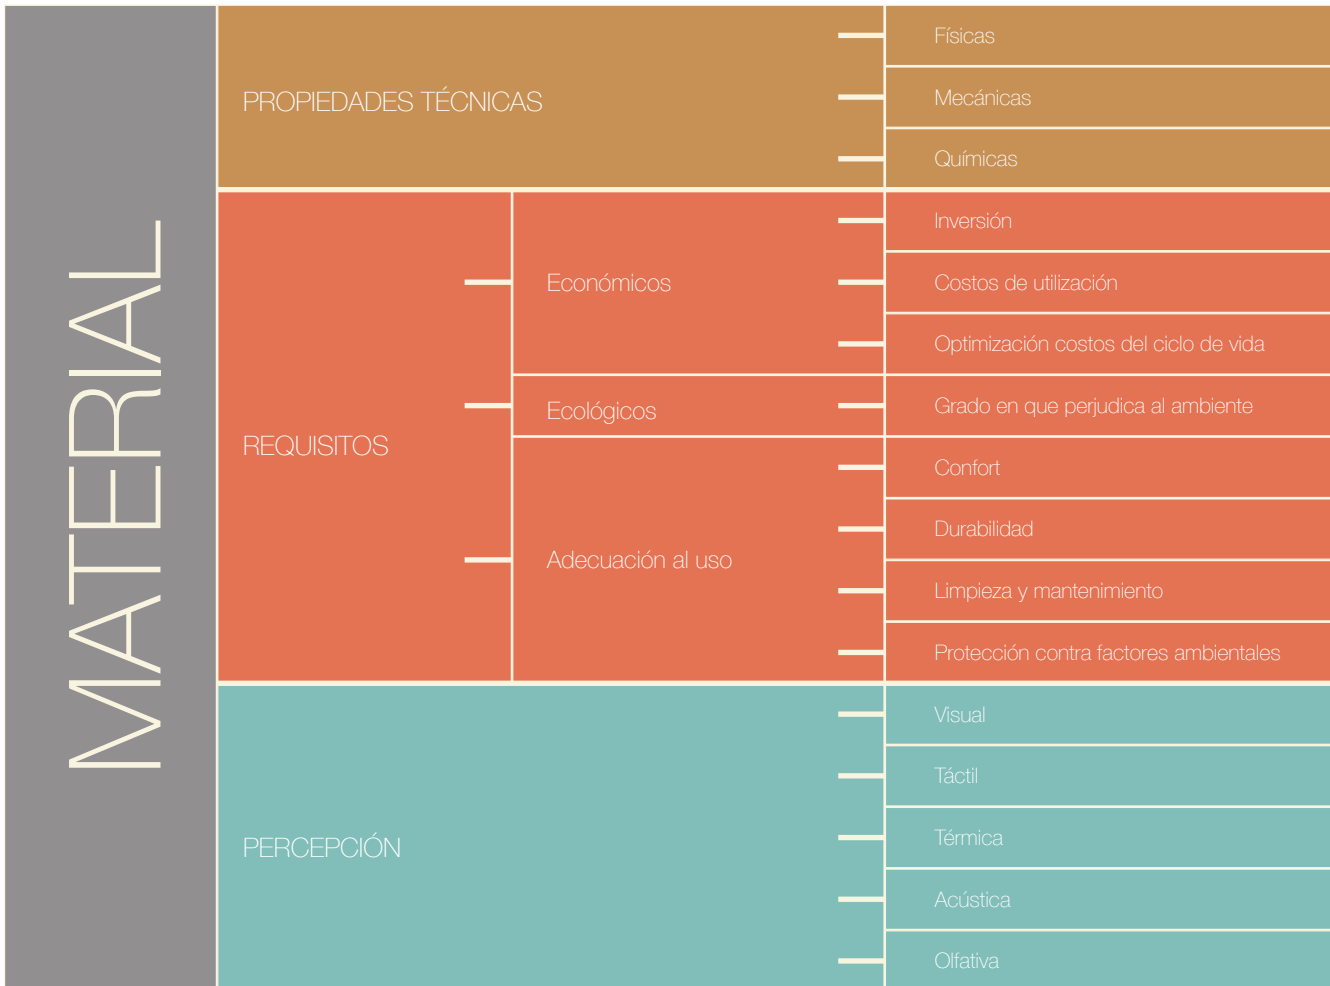 MATERIAL
PROPIEDADES TÉCNICAS
Físicas
Mecánicas
Químicas
REQUISITOS
Económicos
Inversión
Costos de utilización
Optimización costos del ciclo de vida
Ecológicos
Grado en que perjudica al ambiente
Adecuación al uso
Confort
Durabilidad
Limpieza y mantenimiento
Protección contra factores ambientales
PERCEPCIÓN
Visual
Táctil
Térmica
Acústica
Olfativa